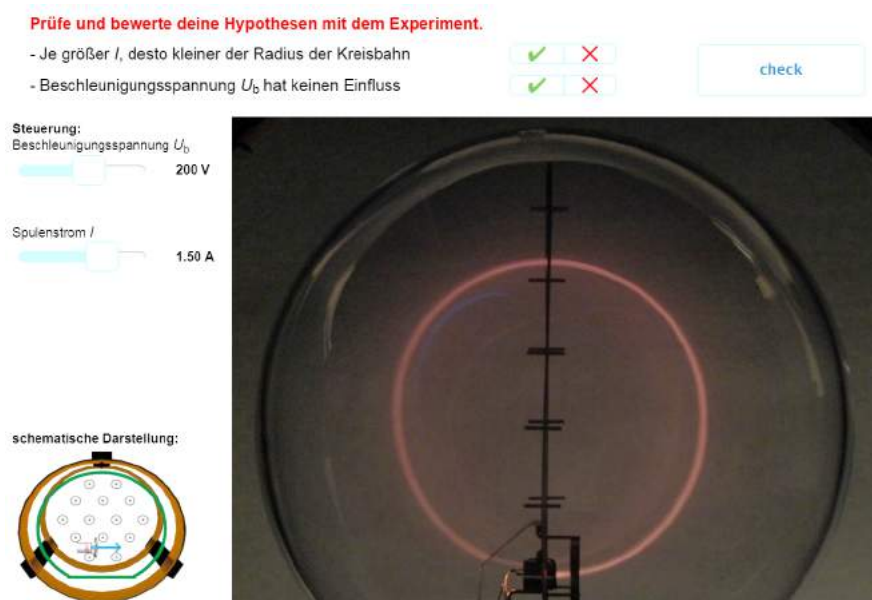 Prüfe und bewerte deine Hypothesen mit dem Experiment.
- Je größer I, desto kleiner der Radius der Kreisbahn
- Beschleunigungsspannung Ub hat keinen Einfluss
check
Steuerung:
Beschleunigungsspannung Ub
200 V
Spulenstrom I
1.50 A
schematische Darstellung: